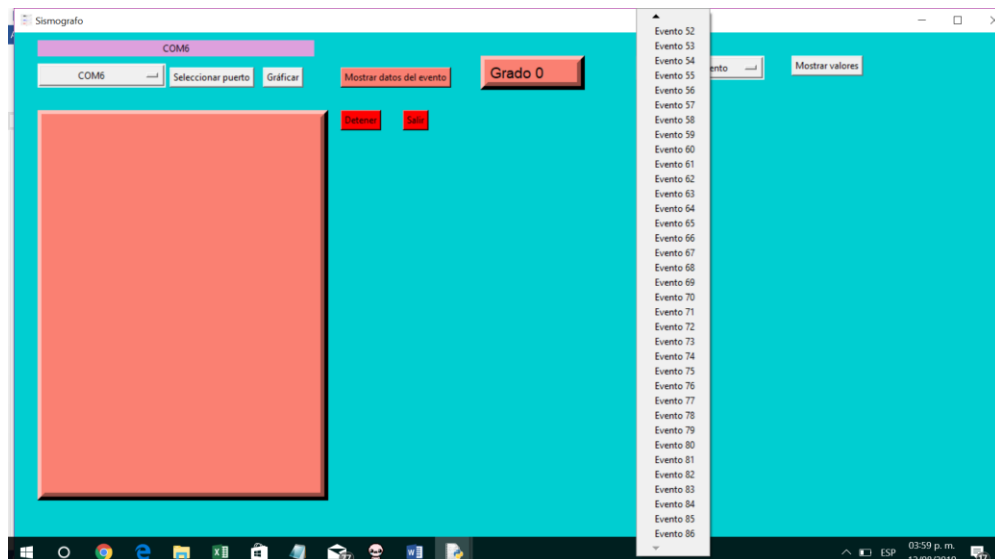 Sismografo
COM6
COM6
Seleccionar puerto
Gráficar
Mostrar datos del evento
Grado 0
Mostrar valores
Detener
Salir
Evento 52
Evento 53
Evento 54
Evento 55
Evento 56
Evento 57
Evento 58
Evento 59
Evento 60
Evento 61
Evento 62
Evento 63
Evento 64
Evento 65
Evento 66
Evento 67
Evento 68
Evento 69
Evento 70
Evento 71
Evento 72
Evento 73
Evento 74
Evento 75
Evento 76
Evento 77
Evento 78
Evento 79
Evento 80
Evento 81
Evento 82
Evento 83
Evento 84
Evento 85
Evento 86
ESP
03:59 p. m.